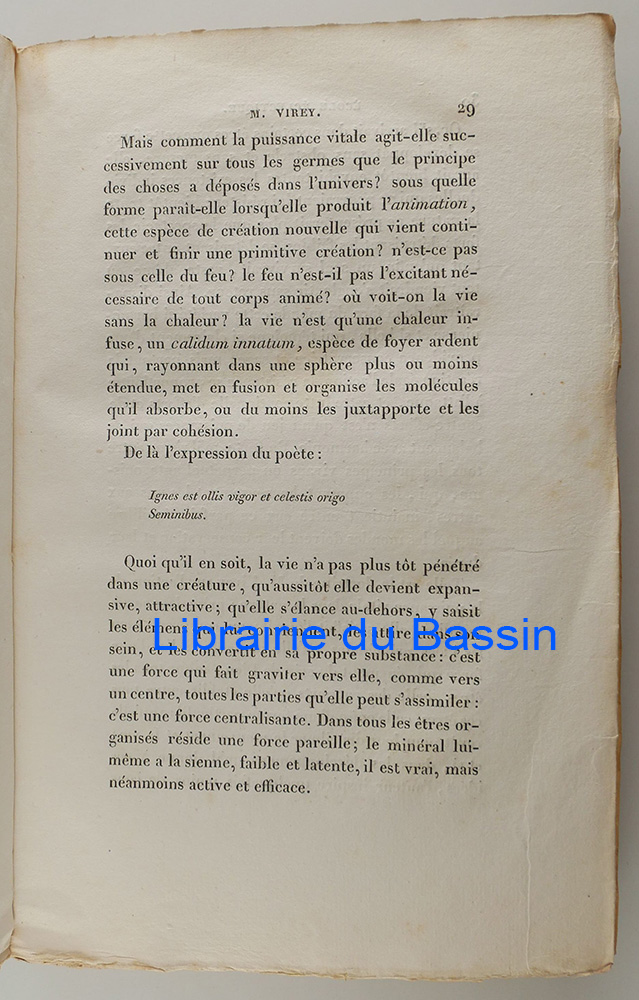 M. VIREY. 29
Mais comment la puissance vitale agit-elle suc-
cessivement sur tous les germes que le principe
des choses a déposés dans l'univers? sous quelle
forme paraît-elle lorsqu'elle produit l'animation,
cette espèce de création nouvelle qui vient conti-
nuer et finir une primitive création? n'est-ce pas
sous celle du feu? le feu n'est-il pas l'excitant né-
cessaire de tout corps animé? où voit-on la vie
sans la chaleur? la vie n'est qu'une chaleur in-
fuse, un calidum innatum, espèce de foyer ardent
qui, rayonnant dans une sphère plus ou moins
étendue, met en fusion et organise les molécules
qu'il absorbe, ou du moins les juxtapporte et les
joint par cohésion.
De là l'expression du poète :
Ignes est ollis vigor et celestis origo
Seminibus.
Quoi qu'il en soit, la vie n'a pas plus tôt pénétré
dans une créature, qu'aussitôt elle devient expan-
sive, attractive; qu'elle s'élance au-dehors, y saisit
les élémens qui lui conviennent, les attire dans son
Librairie du Bassin
sein, et les convertit en sa propre substance : c'est
une force qui fait graviter vers elle, comme vers
un centre, toutes les parties qu'elle peut s'assimiler :
c'est une force centralisante. Dans tous les êtres or-
ganisés réside une force pareille; le minéral lui-
même a la sienne, faible et latente, il est vrai, mais
néanmoins active et efficace.